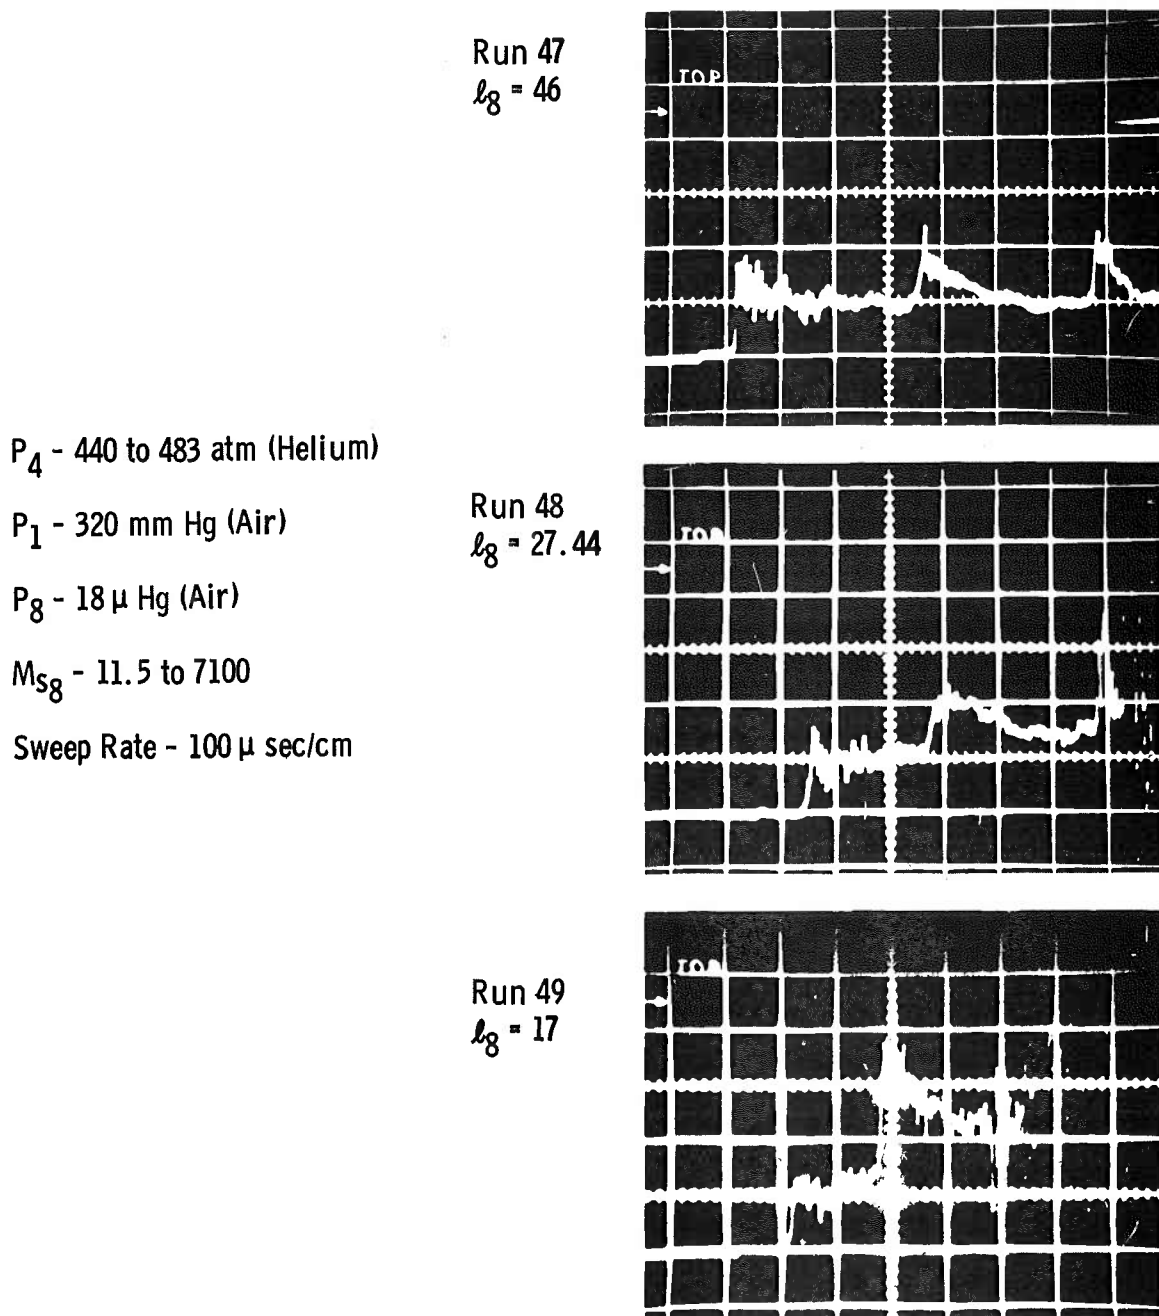 Run 47
ℓ8 = 46
TOP
P4 - 440 to 483 atm (Helium)
P1 - 320 mm Hg (Air)
P8 - 18 μ Hg (Air)
Ms8 - 11.5 to 7100
Sweep Rate - 100 μ sec/cm
Run 48
ℓ8 = 27.44
TOP
Run 49
ℓ8 = 17
TOP